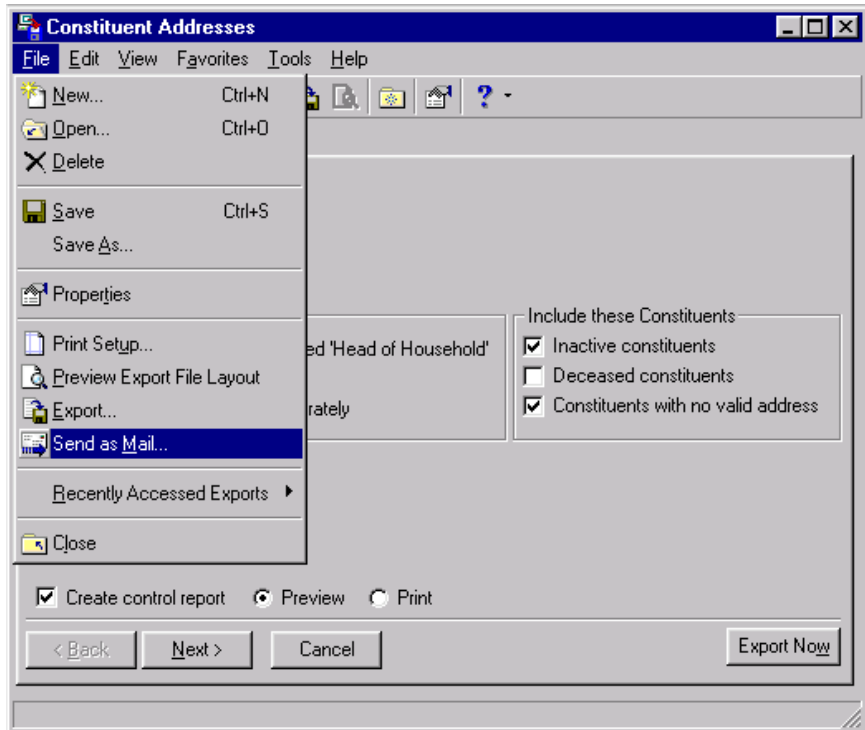 Constituent Addresses
File Edit View Favorites Tools Help
New... Ctrl+N
Open... Ctrl+O
Delete
Save Ctrl+S
Save As...
Properties
Print Setup...
Preview Export File Layout
Export...
Send as Mail...
Recently Accessed Exports
Close
ed 'Head of Household'
rately
Include these Constituents
Inactive constituents
Deceased constituents
Constituents with no valid address
Create control report Preview Print
< Back Next > Cancel Export Now